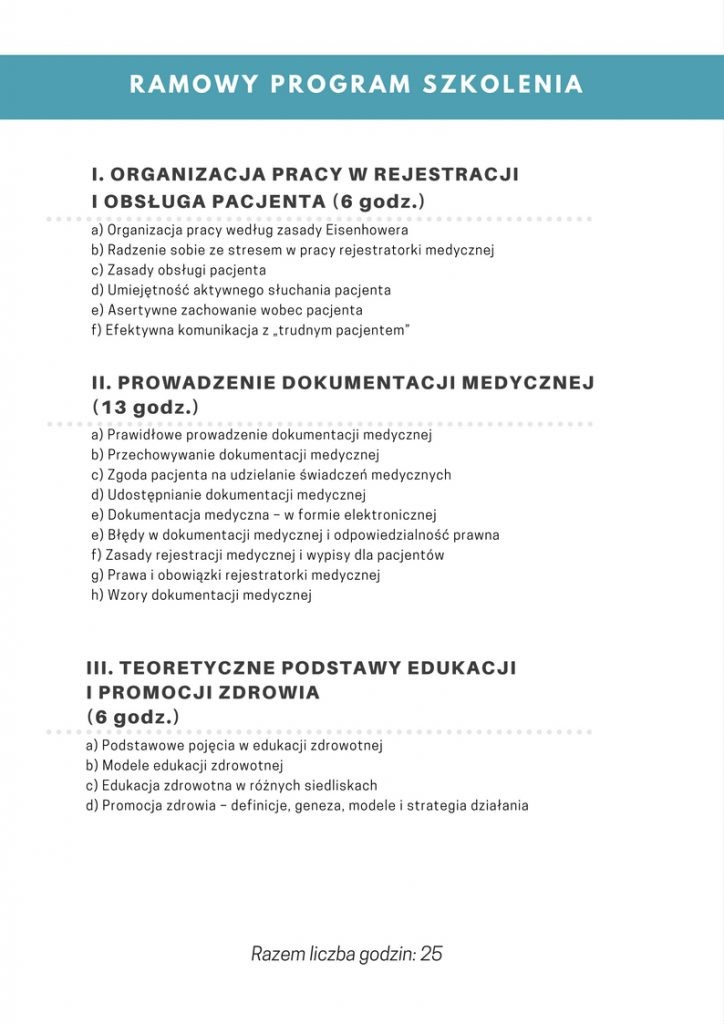 RAMOWY PROGRAM SZKOLENIA
I. ORGANIZACJA PRACY W REJESTRACJI
I OBSŁUGA PACJENTA (6 godz.)
a) Organizacja pracy według zasady Eisenhowera
b) Radzenie sobie ze stresem w pracy rejestratorki medycznej
c) Zasady obsługi pacjenta
d) Umiejętność aktywnego słuchania pacjenta
e) Asertywne zachowanie wobec pacjenta
f) Efektywna komunikacja z „trudnym pacjentem”
II. PROWADZENIE DOKUMENTACJI MEDYCZNEJ
(13 godz.)
a) Prawidłowe prowadzenie dokumentacji medycznej
b) Przechowywanie dokumentacji medycznej
c) Zgoda pacjenta na udzielanie świadczeń medycznych
d) Udostępnianie dokumentacji medycznej
e) Dokumentacja medyczna – w formie elektronicznej
e) Błędy w dokumentacji medycznej i odpowiedzialność prawna
f) Zasady rejestracji medycznej i wypisy dla pacjentów
g) Prawa i obowiązki rejestratorki medycznej
h) Wzory dokumentacji medycznej
III. TEORETYCZNE PODSTAWY EDUKACJI
I PROMOCJI ZDROWIA
(6 godz.)
a) Podstawowe pojęcia w edukacji zdrowotnej
b) Modele edukacji zdrowotnej
c) Edukacja zdrowotna w różnych siedliskach
d) Promocja zdrowia – definicje, geneza, modele i strategia działania
Razem liczba godzin: 25